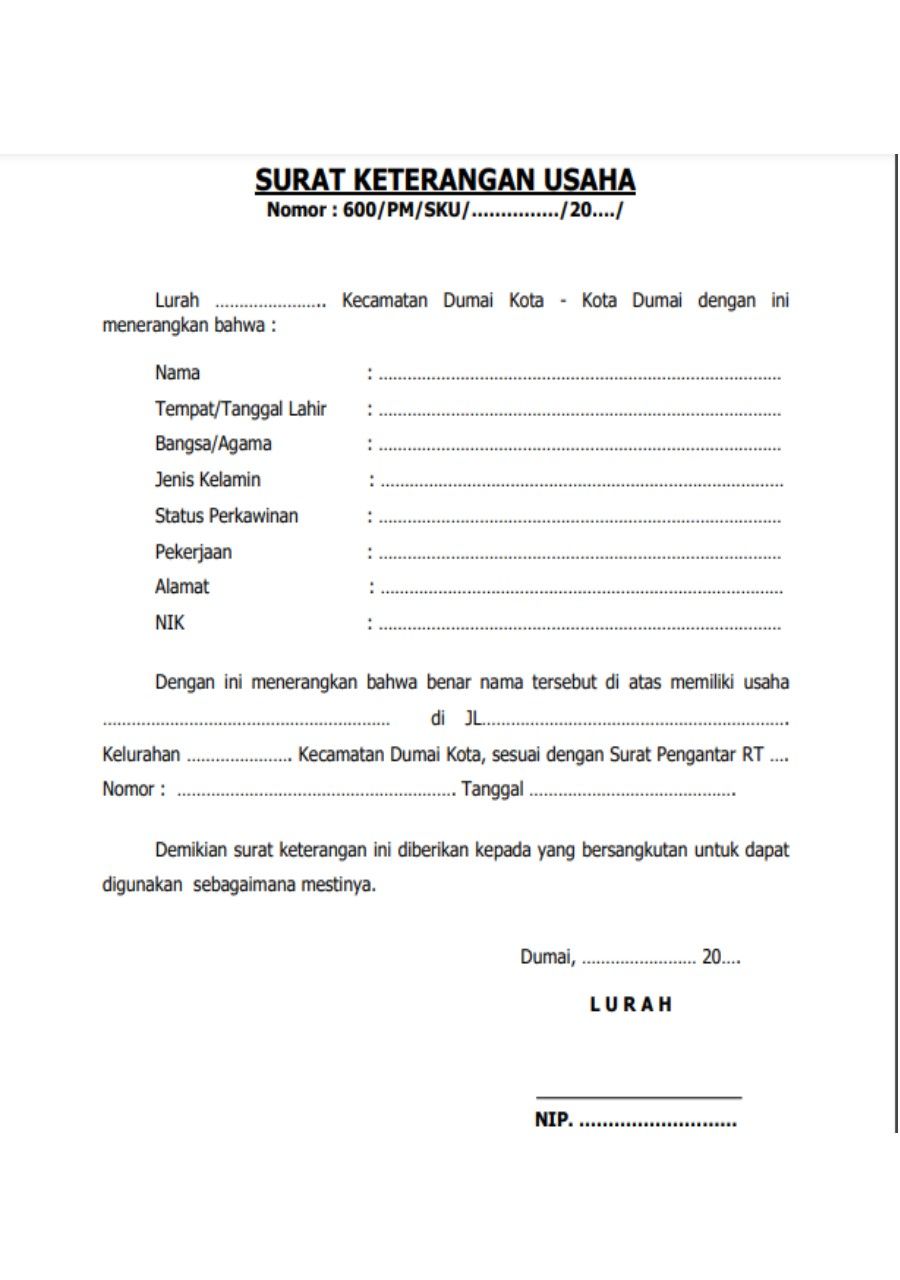 SURAT KETERANGAN USAHA
Nomor : 600/PM/SKU/……………/20…./
Lurah ………………….. Kecamatan Dumai Kota - Kota Dumai dengan ini
menerangkan bahwa :
Nama : …………………………………………………………………………
Tempat/Tanggal Lahir : …………………………………………………………………………
Bangsa/Agama : …………………………………………………………………………
Jenis Kelamin : …………………………………………………………………………
Status Perkawinan : …………………………………………………………………………
Pekerjaan : …………………………………………………………………………
Alamat : …………………………………………………………………………
NIK : …………………………………………………………………………
Dengan ini menerangkan bahwa benar nama tersebut di atas memiliki usaha
…………………………………………………… di JL……………………………………………………….
Kelurahan …………………. Kecamatan Dumai Kota, sesuai dengan Surat Pengantar RT ….
Nomor : …………………………………………………. Tanggal …………………………………….
Demikian surat keterangan ini diberikan kepada yang bersangkutan untuk dapat
digunakan sebagaimana mestinya.
Dumai, …………………… 20….
L U R A H
NIP. ………………………